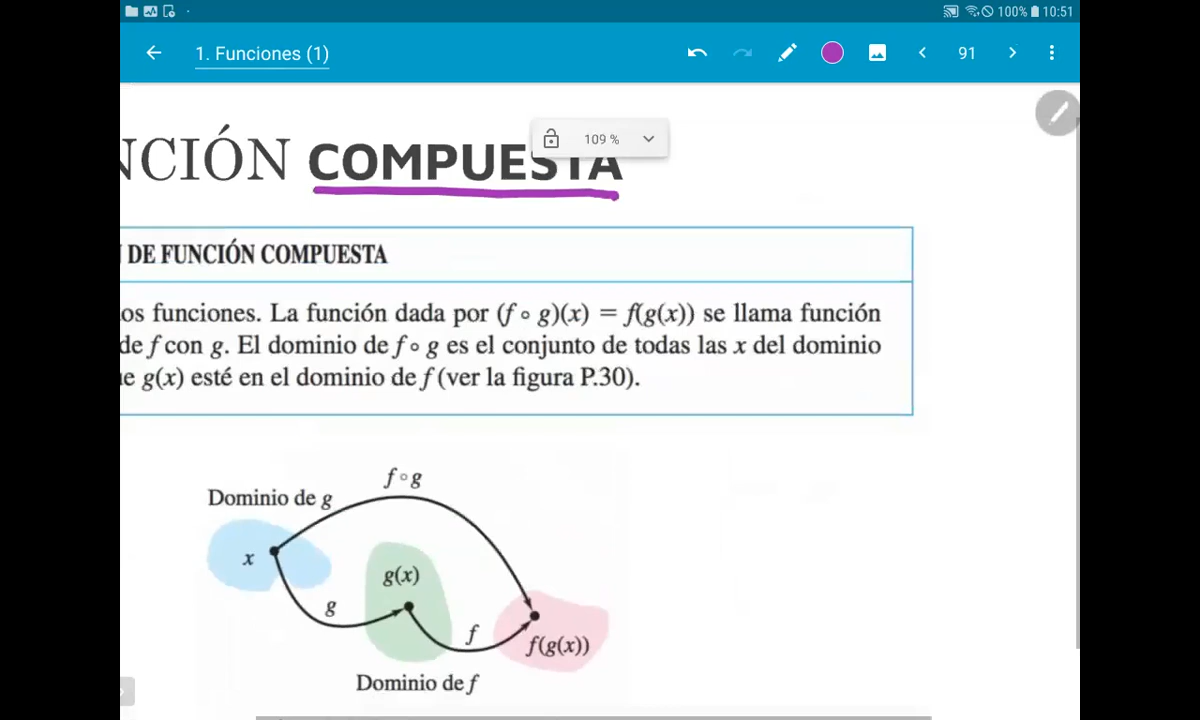 100% 10:51
1. Funciones (1)
91
109 %
NCIÓN COMPUESTA
DE FUNCIÓN COMPUESTA
os funciones. La función dada por (f ∘ g)(x) = f(g(x)) se llama función
de f con g. El dominio de f ∘ g es el conjunto de todas las x del dominio
e g(x) esté en el dominio de f (ver la figura P.30).
f ∘ g
Dominio de g
x
g(x)
g
f
f(g(x))
Dominio de f